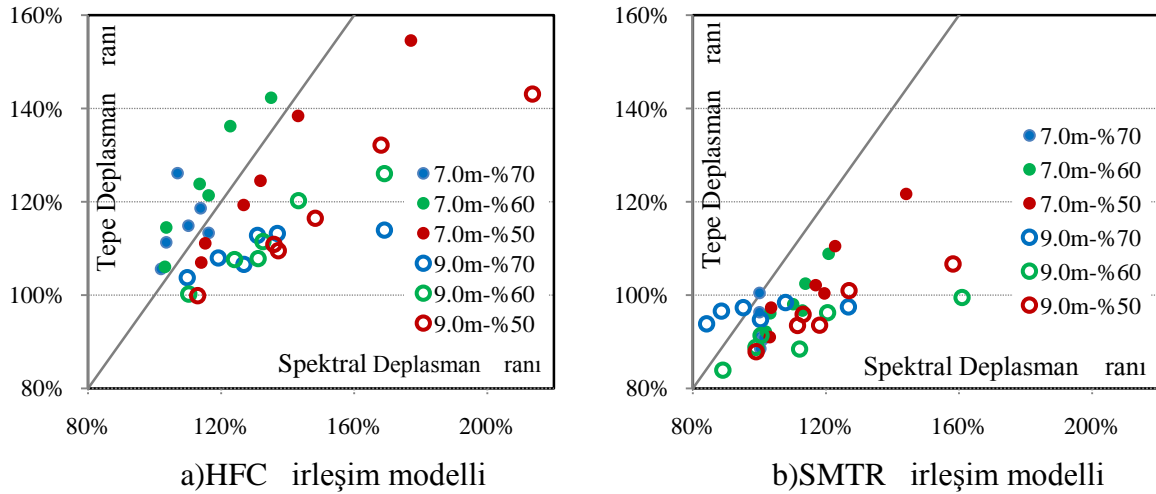 160%
140%
120%
100%
80%
80%
120%
160%
200%
Tepe Deplasman ranı
Spektral Deplasman ranı
7.0m-%70
7.0m-%60
7.0m-%50
9.0m-%70
9.0m-%60
9.0m-%50
a)HFC irleşim modelli
160%
140%
120%
100%
80%
80%
120%
160%
200%
Tepe Deplasman ranı
Spektral Deplasman ranı
7.0m-%70
7.0m-%60
7.0m-%50
9.0m-%70
9.0m-%60
9.0m-%50
b)SMTR irleşim modelli